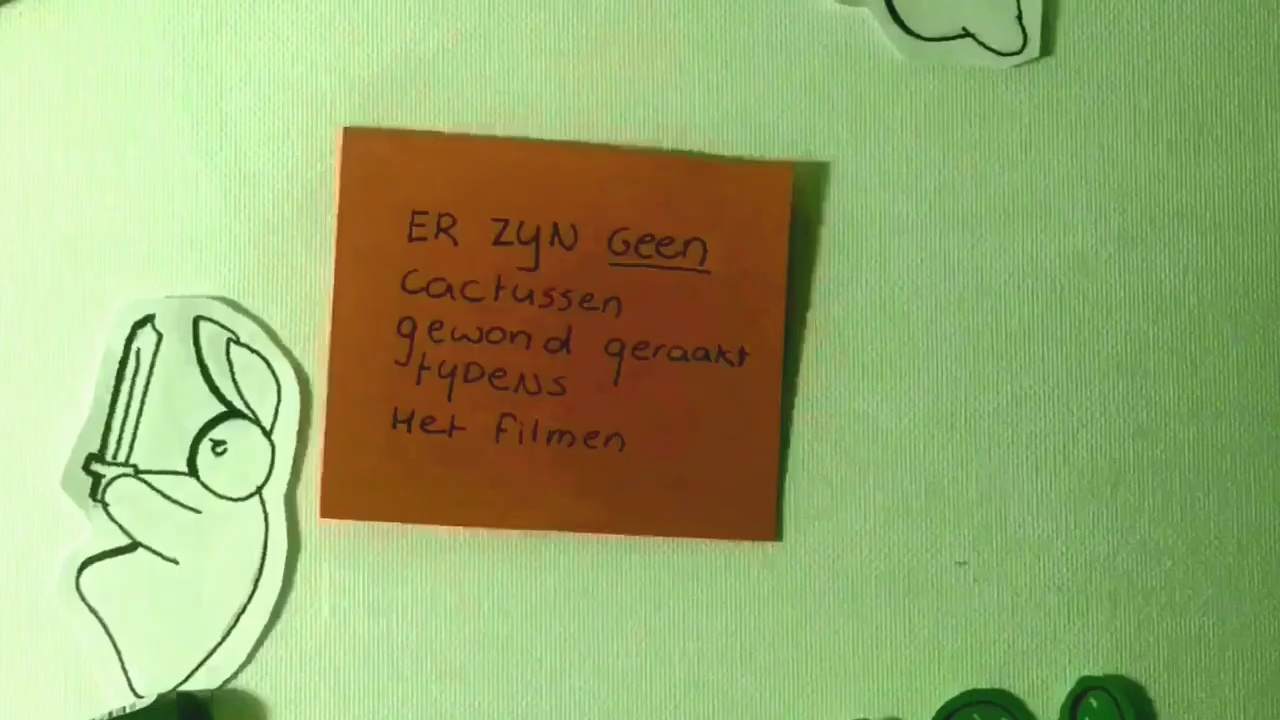 ER ZYN Geen
Cactussen
gewond geraakt
tyDeNS
Het Filmen